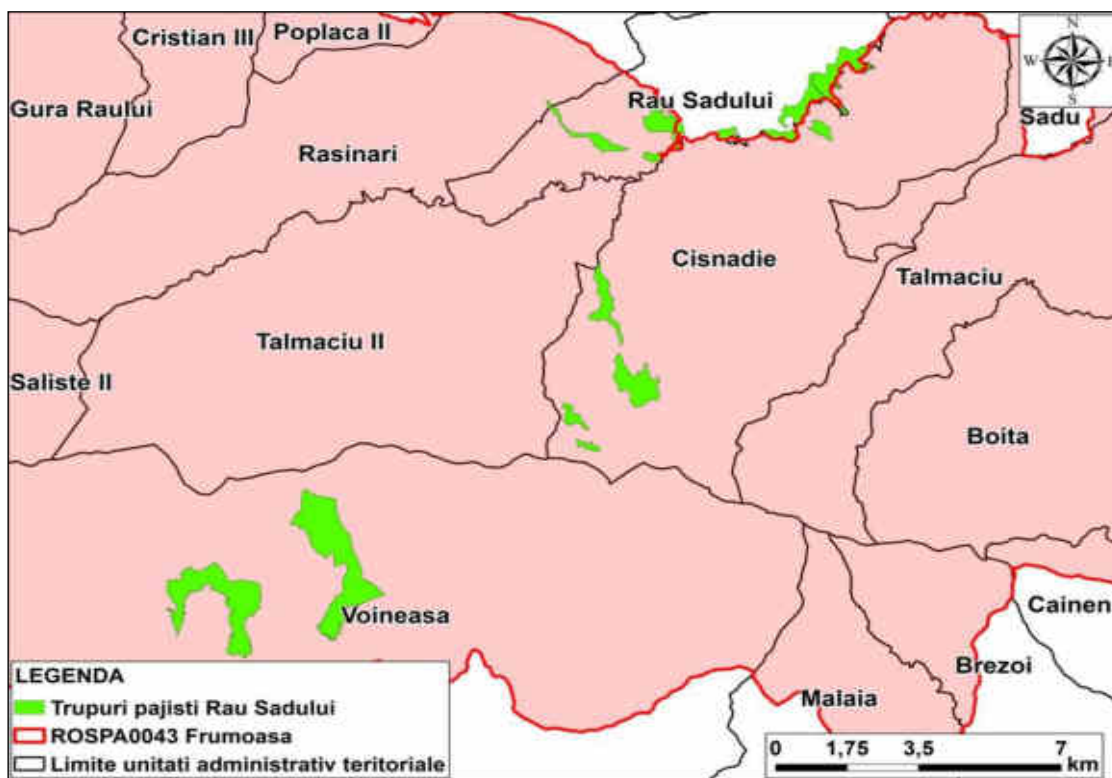 Cristian III
Poplaca II
N
W E
S
Gura Raului
Rau Sadului
Sadu
Rasinari
Cisnadie
Talmaciu
Talmaciu II
Saliste II
Boita
Voineasa
Cainen
Brezoi
Malaia
LEGENDA
Trupuri pajisti Rau Sadului
ROSPA0043 Frumoasa
Limite unitati administrativ teritoriale
0 1,75 3,5 7
km